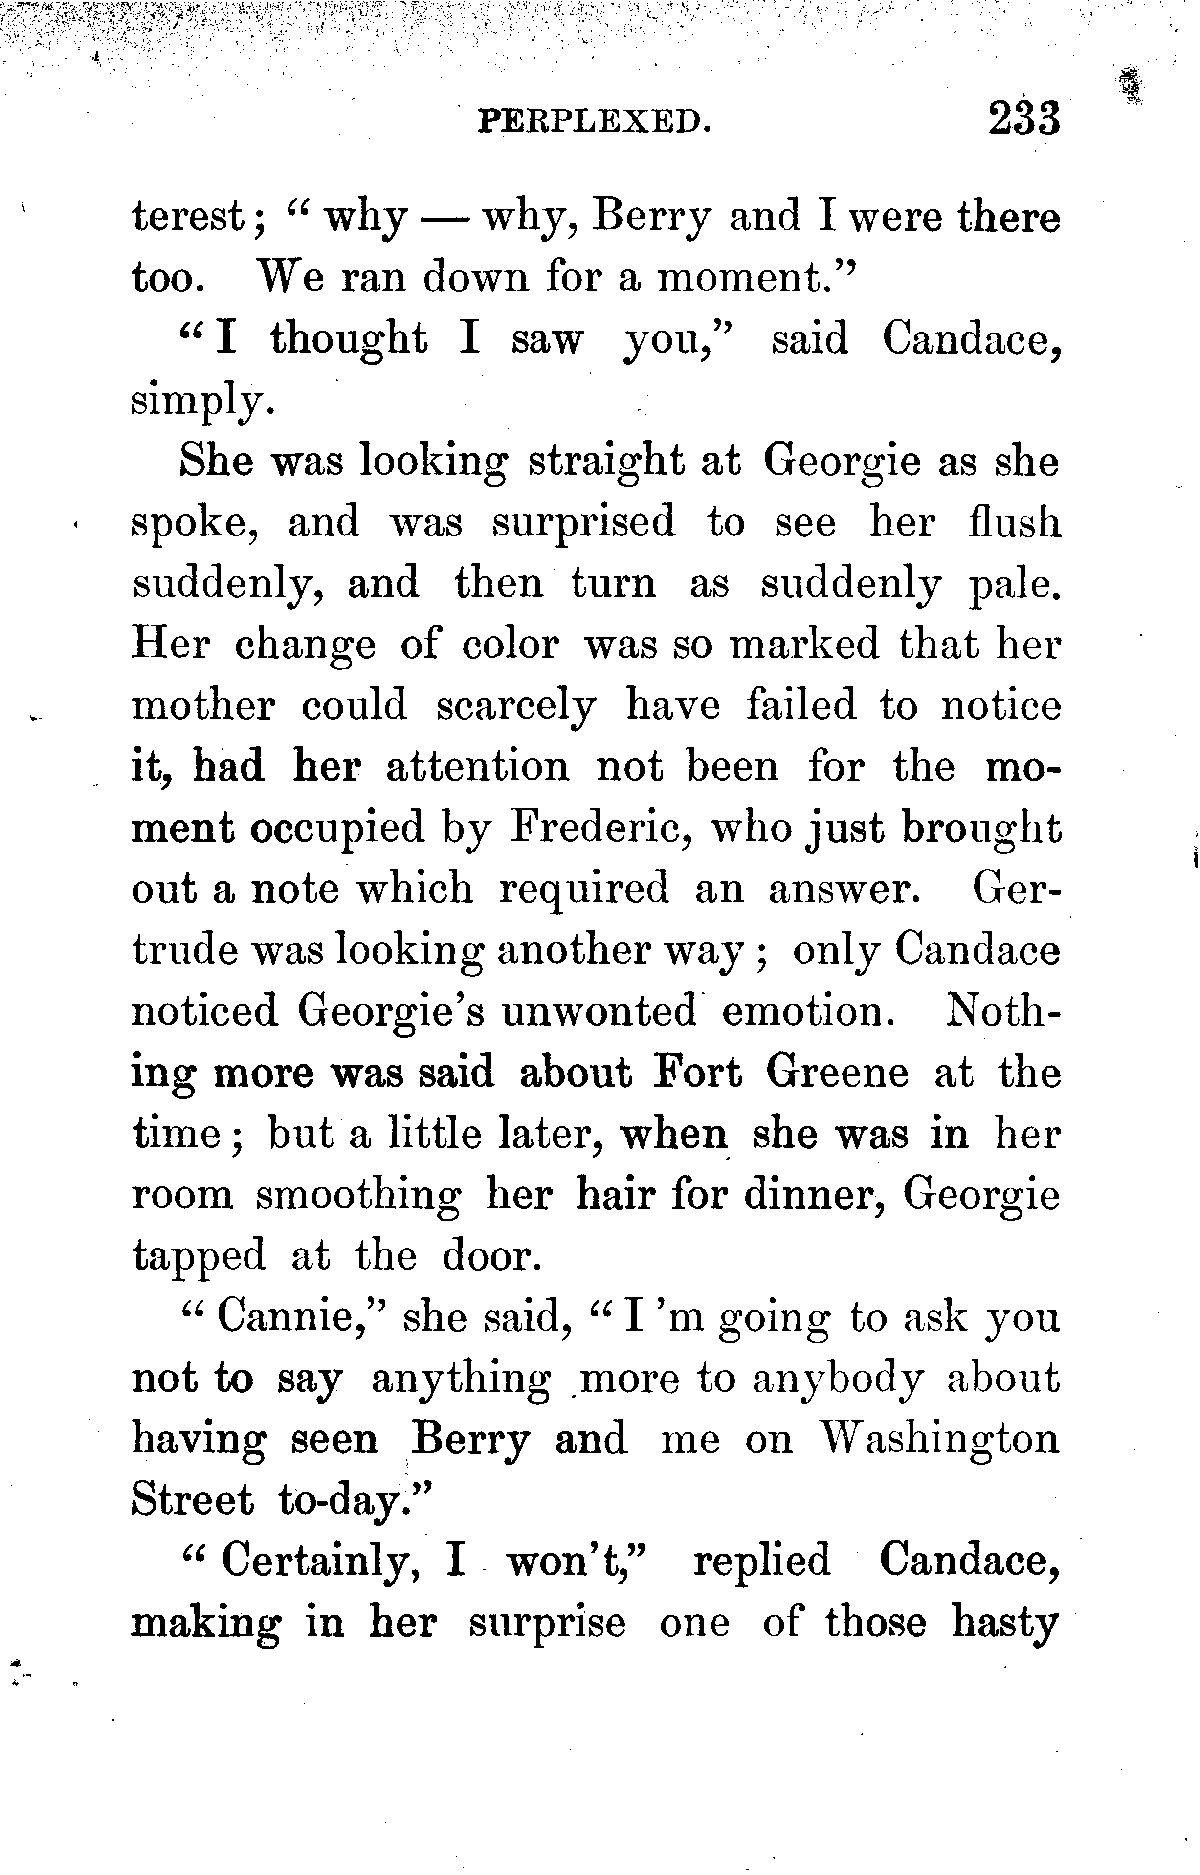 PERPLEXED. 233
terest; “ why — why, Berry and I were there
too. We ran down for a moment.”
“ I thought I saw you,” said Candace,
simply.
She was looking straight at Georgie as she
spoke, and was surprised to see her flush
suddenly, and then turn as suddenly pale.
Her change of color was so marked that her
mother could scarcely have failed to notice
it, had her attention not been for the mo-
ment occupied by Frederic, who just brought
out a note which required an answer. Ger-
trude was looking another way ; only Candace
noticed Georgie’s unwonted emotion. Noth-
ing more was said about Fort Greene at the
time ; but a little later, when she was in her
room smoothing her hair for dinner, Georgie
tapped at the door.
“ Cannie,” she said, “ I ’m going to ask you
not to say anything more to anybody about
having seen Berry and me on Washington
Street to-day.”
“ Certainly, I won’t,” replied Candace,
making in her surprise one of those hasty